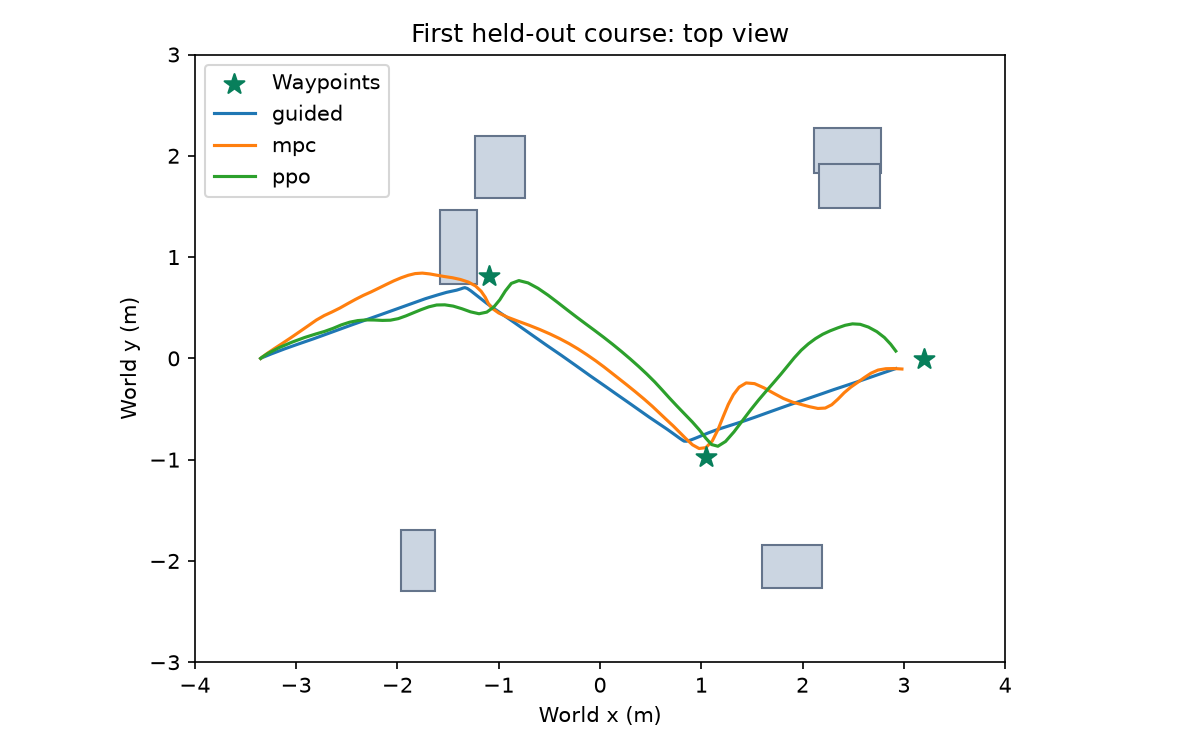 First held-out course: top view
Waypoints
guided
mpc
ppo
3
2
1
0
−1
−2
−3
World y (m)
−4 −3 −2 −1 0 1 2 3 4
World x (m)